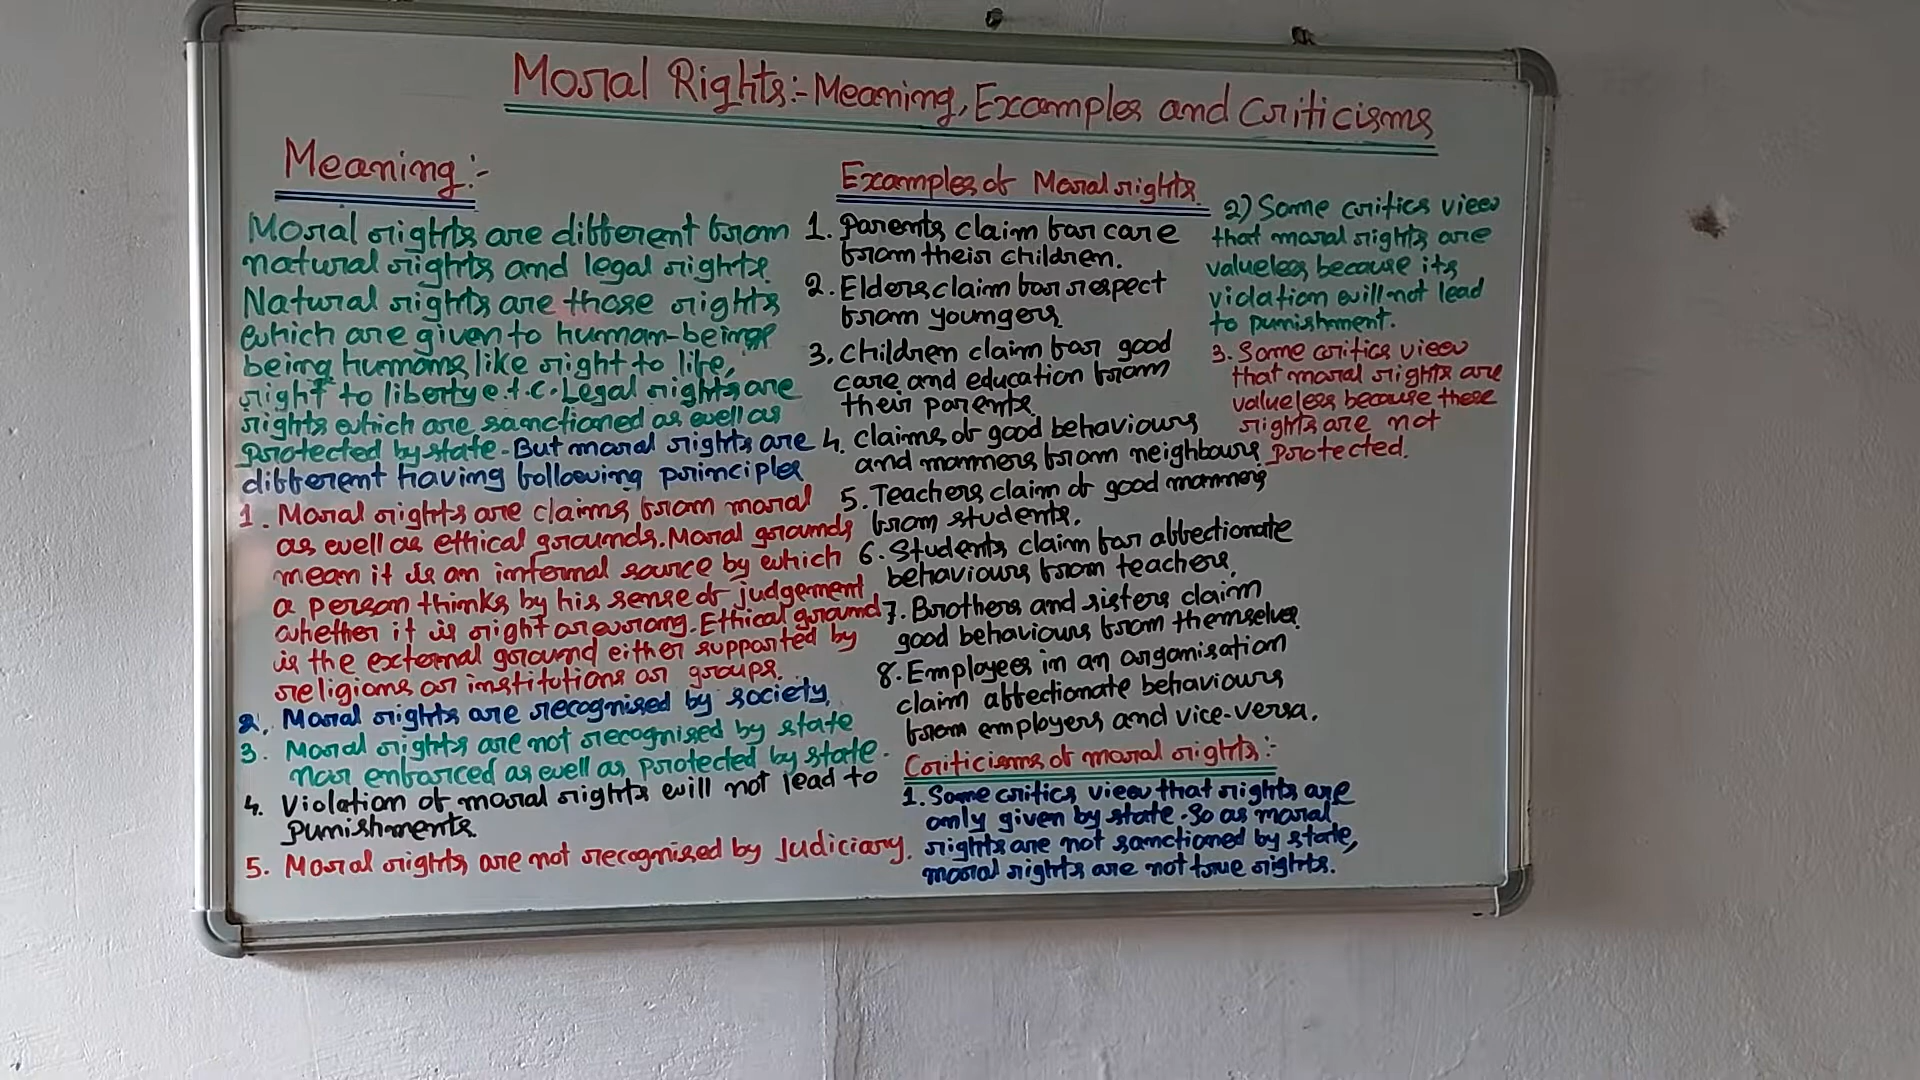 Moral Rights:- Meaning, Examples and Criticisms
Meaning:-
Moral rights are different from
natural rights and legal rights.
Natural rights are those rights
which are given to human-beings
being humans like right to life,
right to liberty e.t.c. Legal rights are
rights which are sanctioned as well as
protected by state. But moral rights are
different having following principles
1. Moral rights are claims from moral
as well as ethical grounds. Moral grounds
mean it is an internal source by which
a person thinks by his sense of judgement
whether it is right or wrong. Ethical ground
is the external ground either supported by
religions or institutions or groups.
2. Moral rights are recognised by society.
3. Moral rights are not recognised by state
nor enforced as well as protected by state.
4. Violation of moral rights will not lead to
punishments.
5. Moral rights are not recognised by judiciary.
Examples of Moral rights.
1. Parents claim for care
from their children.
2. Elders claim for respect
from youngers.
3. Children claim for good
care and education from
their parents.
4. claims of good behaviours
and manners from neighbours
5. Teachers claim of good manners
from students.
6. Students claim for affectionate
behaviours from teachers.
7. Brothers and sisters claim
good behaviours from themselves.
8. Employees in an organisation
claim affectionate behaviours
from employers and vice-versa.
Criticisms of moral rights:-
1. Some critics view that rights are
only given by state. So as moral
rights are not sanctioned by state,
moral rights are not true rights.
2) Some critics view
that moral rights are
valueless because its
violation will not lead
to punishment.
3. Some critics view
that moral rights are
valueless because these
rights are not
protected.